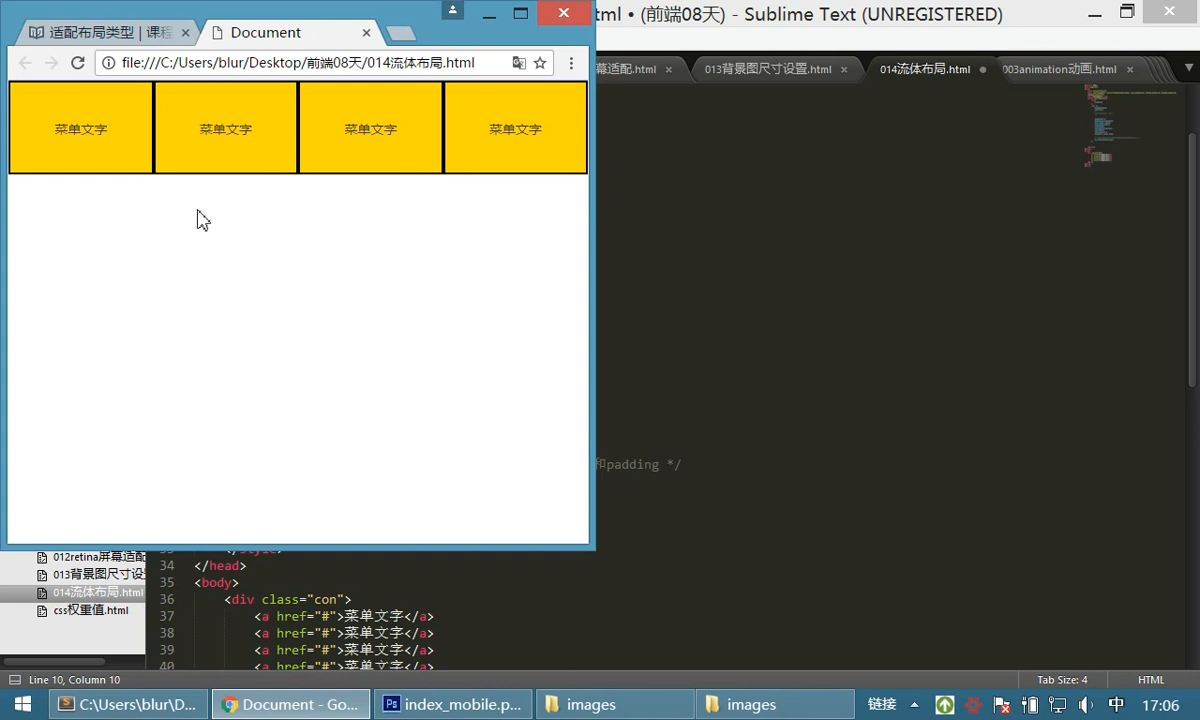 适配布局类型 | 课程
Document
file:///C:/Users/blur/Desktop/前端08天/014流体布局.html
菜单文字
菜单文字
菜单文字
菜单文字
tml • (前端08天) - Sublime Text (UNREGISTERED)
幕适配.html
013背景图尺寸设置.html
014流体布局.html
003animation动画.html
和padding */
012retina屏幕适配
013背景图尺寸设
014流体布局.html
css权重值.html
34 </head>
35 <body>
36 <div class="con">
37 <a href="#">菜单文字</a>
38 <a href="#">菜单文字</a>
39 <a href="#">菜单文字</a>
40 <a href="#">菜单文字</a>
Line 10, Column 10
Tab Size: 4
HTML
C:\Users\blur\D...
Document - Go...
index_mobile.p...
images
images
链接
中
17:06